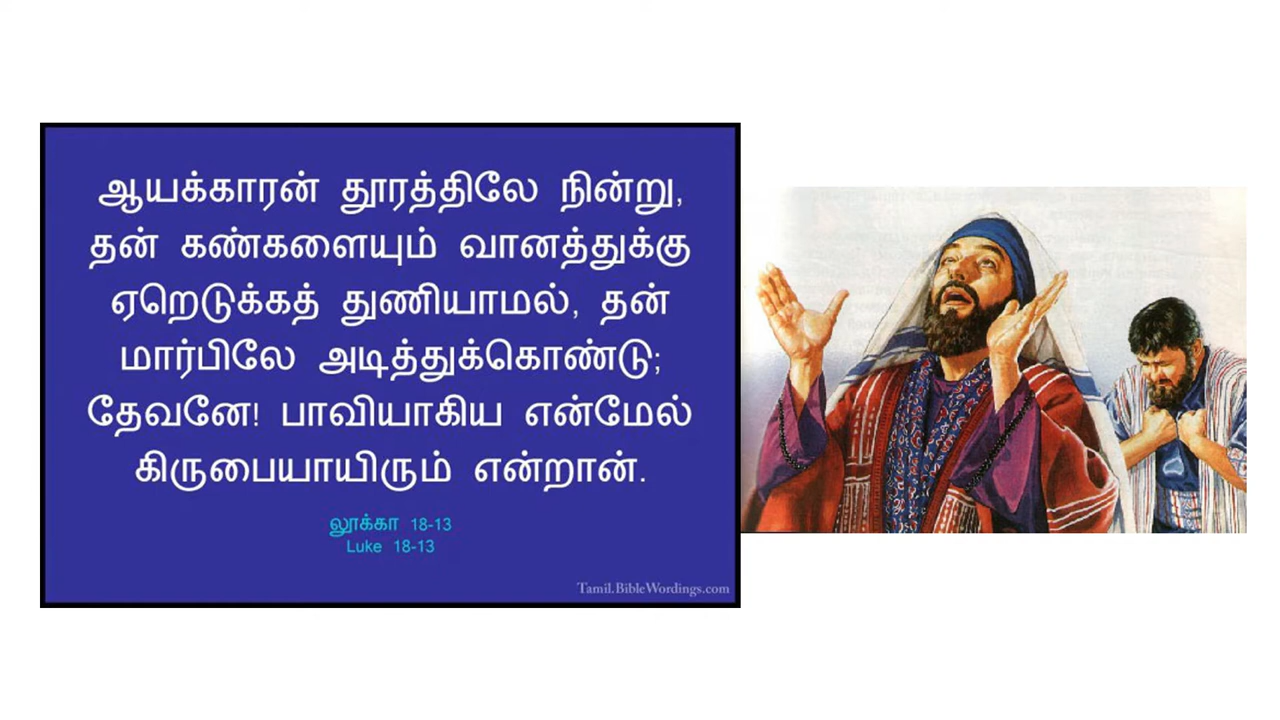 ஆயக்காரன் தூரத்திலே நின்று,
தன் கண்களையும் வானத்துக்கு
ஏறெடுக்கத் துணியாமல், தன்
மார்பிலே அடித்துக்கொண்டு;
தேவனே! பாவியாகிய என்மேல்
கிருபையாயிரும் என்றான்.
லூக்கா 18-13
Luke 18-13
Tamil.BibleWordings.com